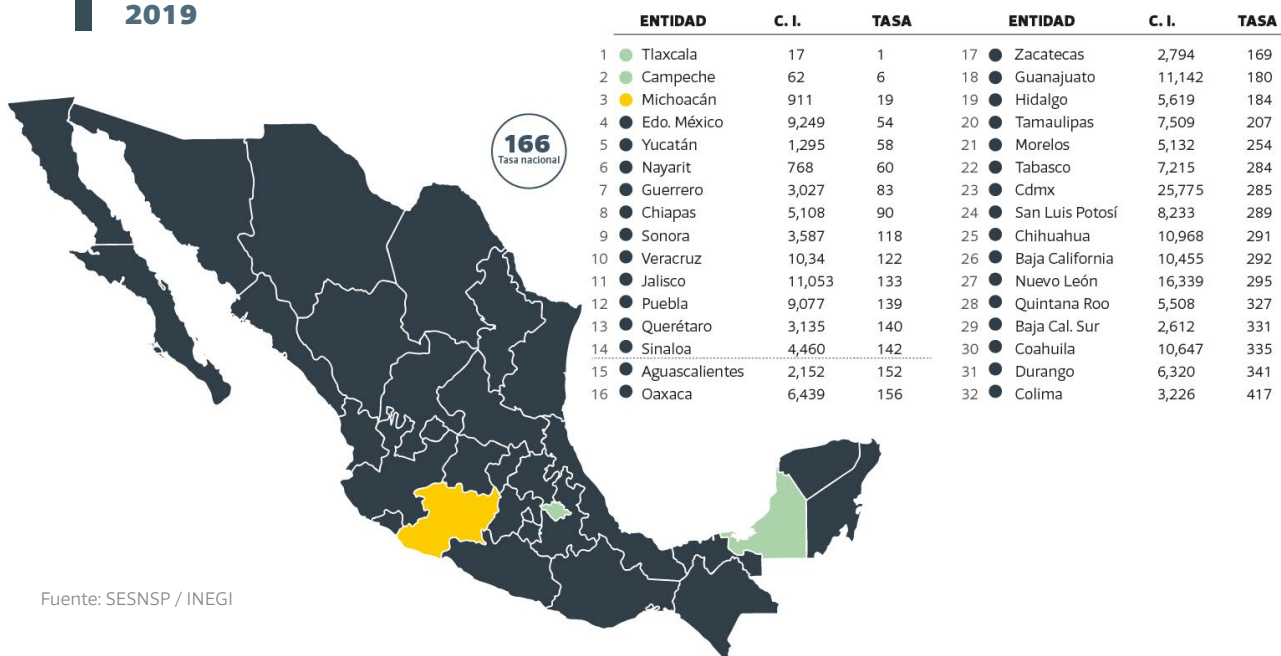 2019
166
Tasa nacional
ENTIDAD C. I. TASA
1 Tlaxcala 17 1
2 Campeche 62 6
3 Michoacán 911 19
4 Edo. México 9,249 54
5 Yucatán 1,295 58
6 Nayarit 768 60
7 Guerrero 3,027 83
8 Chiapas 5,108 90
9 Sonora 3,587 118
10 Veracruz 10,34 122
11 Jalisco 11,053 133
12 Puebla 9,077 139
13 Querétaro 3,135 140
14 Sinaloa 4,460 142
15 Aguascalientes 2,152 152
16 Oaxaca 6,439 156
ENTIDAD C. I. TASA
17 Zacatecas 2,794 169
18 Guanajuato 11,142 180
19 Hidalgo 5,619 184
20 Tamaulipas 7,509 207
21 Morelos 5,132 254
22 Tabasco 7,215 284
23 Cdmx 25,775 285
24 San Luis Potosí 8,233 289
25 Chihuahua 10,968 291
26 Baja California 10,455 292
27 Nuevo León 16,339 295
28 Quintana Roo 5,508 327
29 Baja Cal. Sur 2,612 331
30 Coahuila 10,647 335
31 Durango 6,320 341
32 Colima 3,226 417
Fuente: SESNSP / INEGI